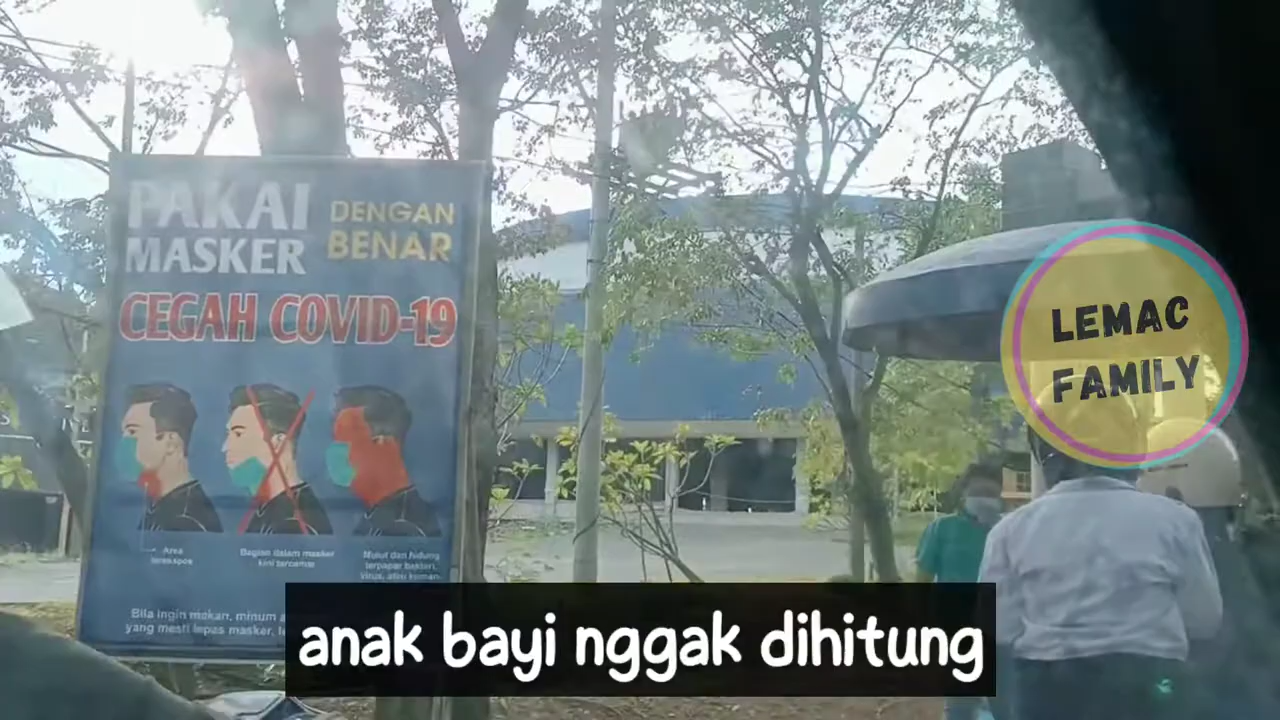 PAKAI
MASKER
DENGAN
BENAR
CEGAH COVID-19
Area
terekspos
Bagian dalam masker
kini tercemar
Mulut dan hidung
terpapar bakteri,
virus, atau kuman
Bila ingin makan, minum
yang mesti lepas masker,
LEMAC
FAMILY
anak bayi nggak dihitung